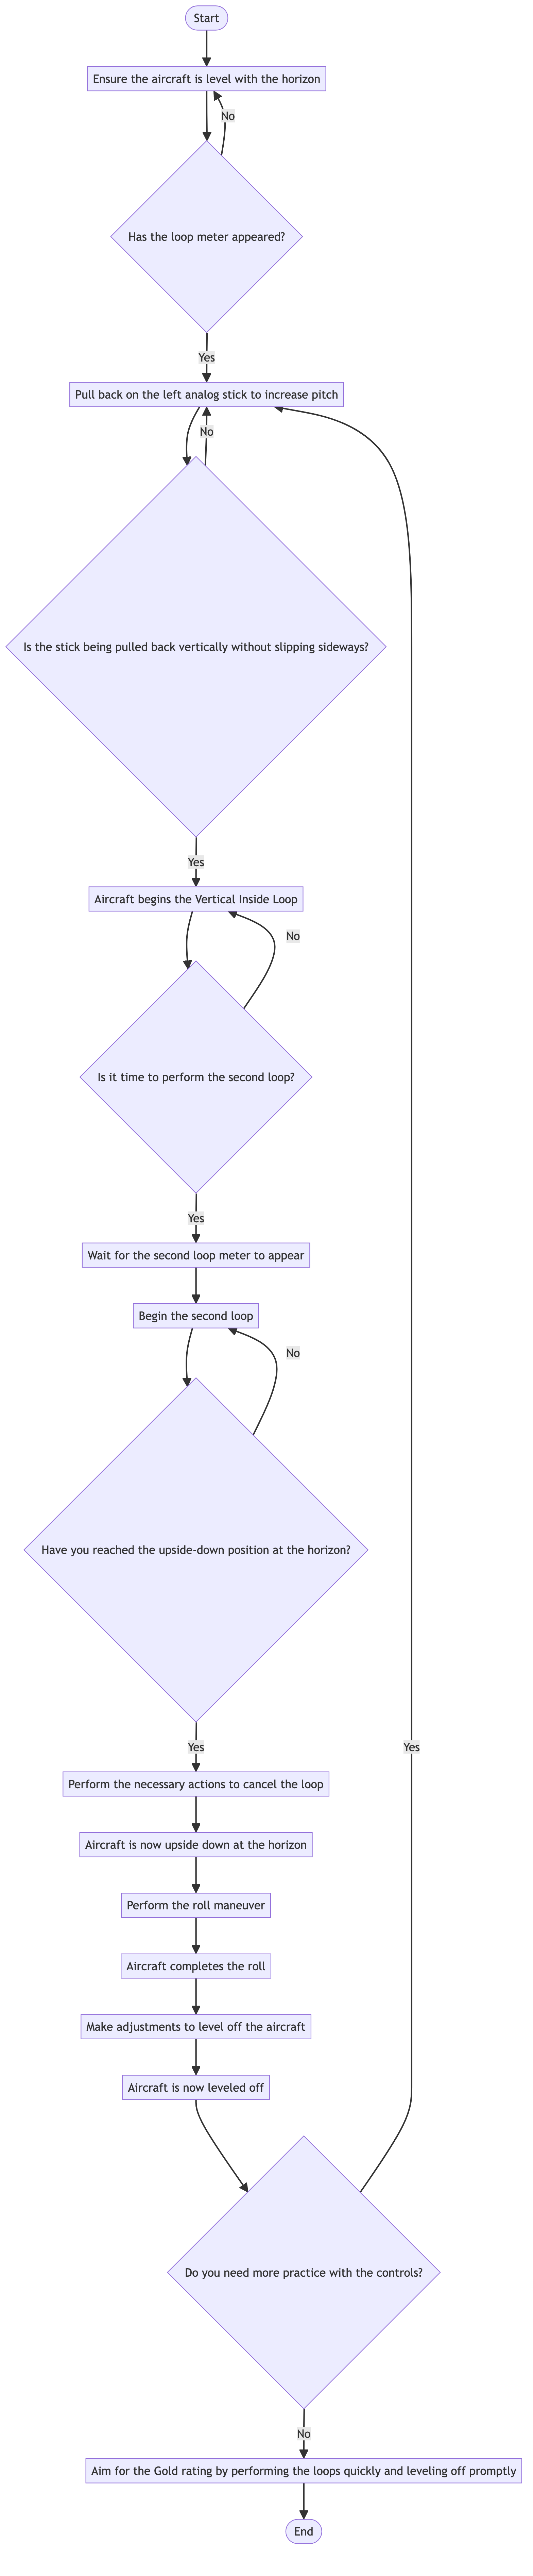 Start
Ensure the aircraft is level with the horizon
No
Has the loop meter appeared?
Yes
Pull back on the left analog stick to increase pitch
No
Is the stick being pulled back vertically without slipping sideways?
Yes
Aircraft begins the Vertical Inside Loop
No
Is it time to perform the second loop?
Yes
Wait for the second loop meter to appear
Begin the second loop
No
Have you reached the upside-down position at the horizon?
Yes
Yes
Perform the necessary actions to cancel the loop
Aircraft is now upside down at the horizon
Perform the roll maneuver
Aircraft completes the roll
Make adjustments to level off the aircraft
Aircraft is now leveled off
Do you need more practice with the controls?
No
Aim for the Gold rating by performing the loops quickly and leveling off promptly
End